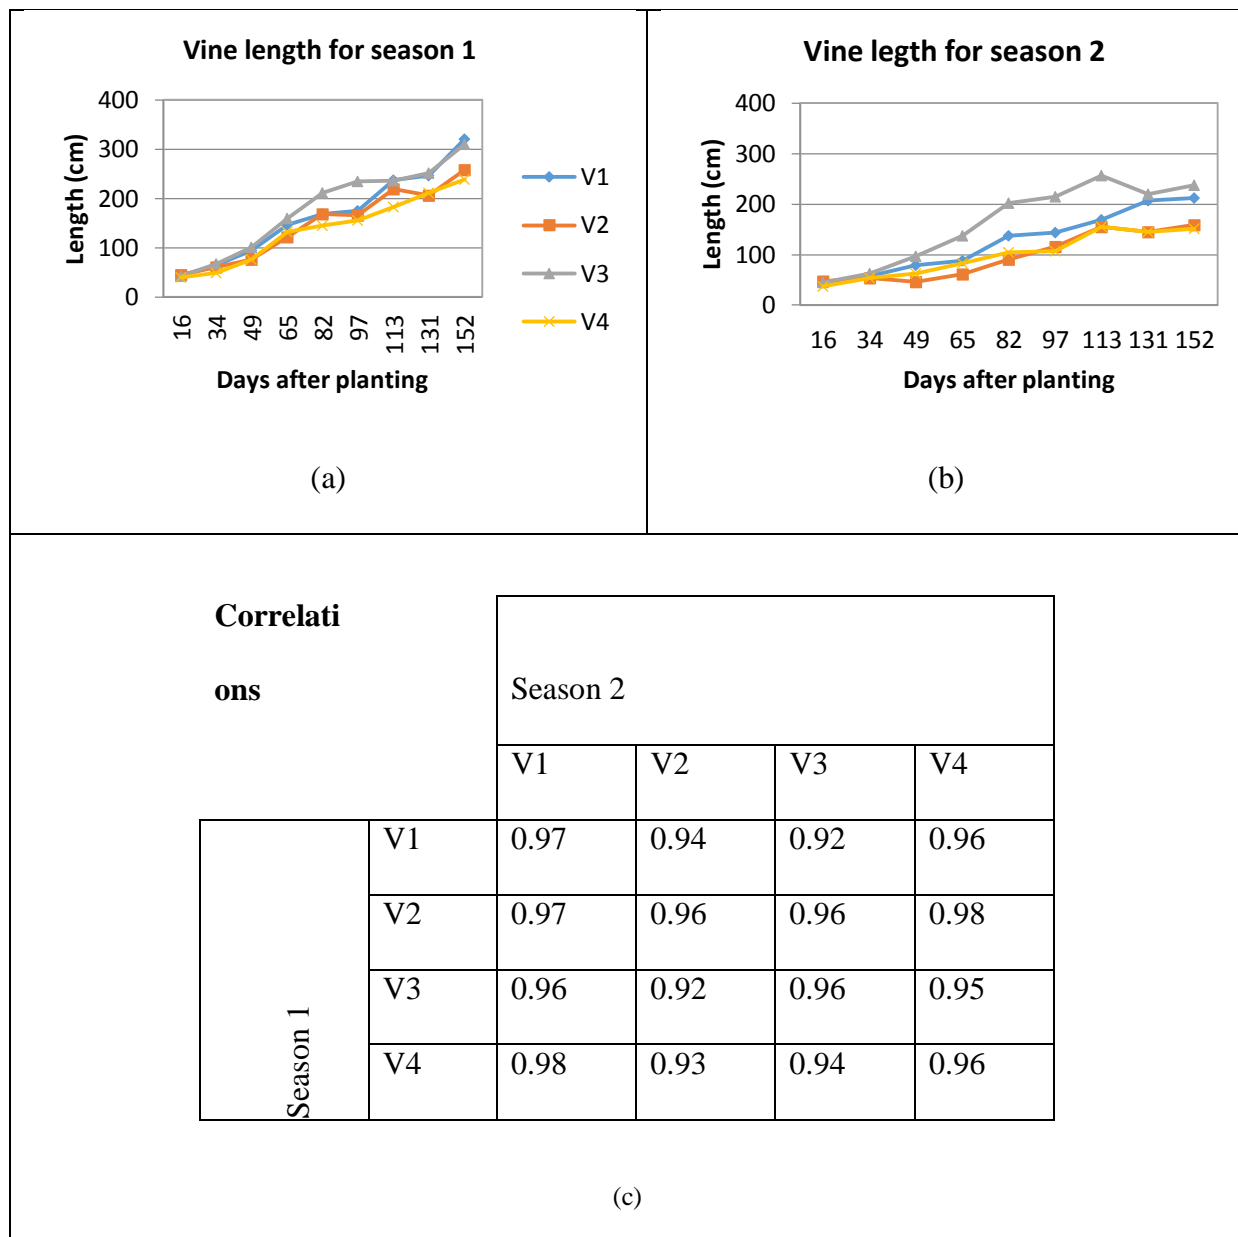 Vine length for season 1
400
300
200
100
0
Length (cm)
16 34 49 65 82 97 113 131 152
Days after planting
V1
V2
V3
V4
(a)
Vine legth for season 2
400
300
200
100
0
Length (cm)
16 34 49 65 82 97 113 131 152
Days after planting
(b)
Correlati
ons
Season 2
V1 V2 V3 V4
Season 1
V1 0.97 0.94 0.92 0.96
V2 0.97 0.96 0.96 0.98
V3 0.96 0.92 0.96 0.95
V4 0.98 0.93 0.94 0.96
(c)